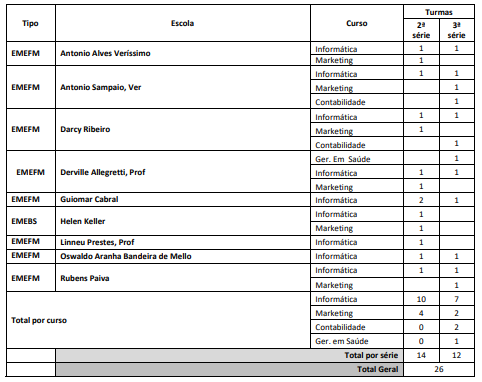 Tipo Escola Curso Turmas
2ª série 3ª série
EMEFM Antonio Alves Veríssimo Informática 1 1
Marketing 1
EMEFM Antonio Sampaio, Ver Informática 1 1
Marketing 1
Contabilidade 1
EMEFM Darcy Ribeiro Informática 1 1
Marketing 1
Contabilidade 1
EMEFM Derville Allegretti, Prof Ger. Em Saúde 1
Informática 1 1
Marketing 1
EMEFM Guiomar Cabral Informática 2 1
EMEBS Helen Keller Informática 1
Marketing 1
EMEFM Linneu Prestes, Prof Informática 1
EMEFM Oswaldo Aranha Bandeira de Mello Informática 1 1
EMEFM Rubens Paiva Informática 1 1
Marketing 1
Total por curso Informática 10 7
Marketing 4 2
Contabilidade 0 2
Ger. em Saúde 0 1
Total por série 14 12
Total Geral 26